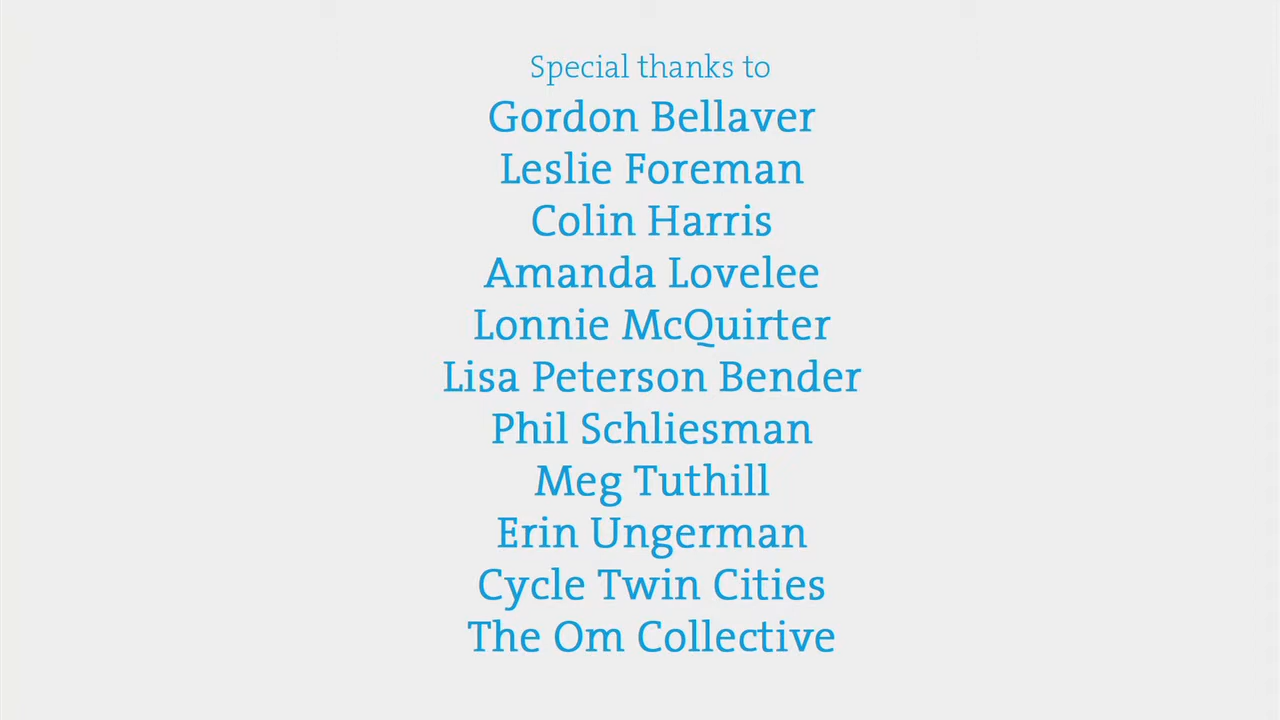 Special thanks to
Gordon Bellaver
Leslie Foreman
Colin Harris
Amanda Lovelee
Lonnie McQuirter
Lisa Peterson Bender
Phil Schliesman
Meg Tuthill
Erin Ungerman
Cycle Twin Cities
The Om Collective